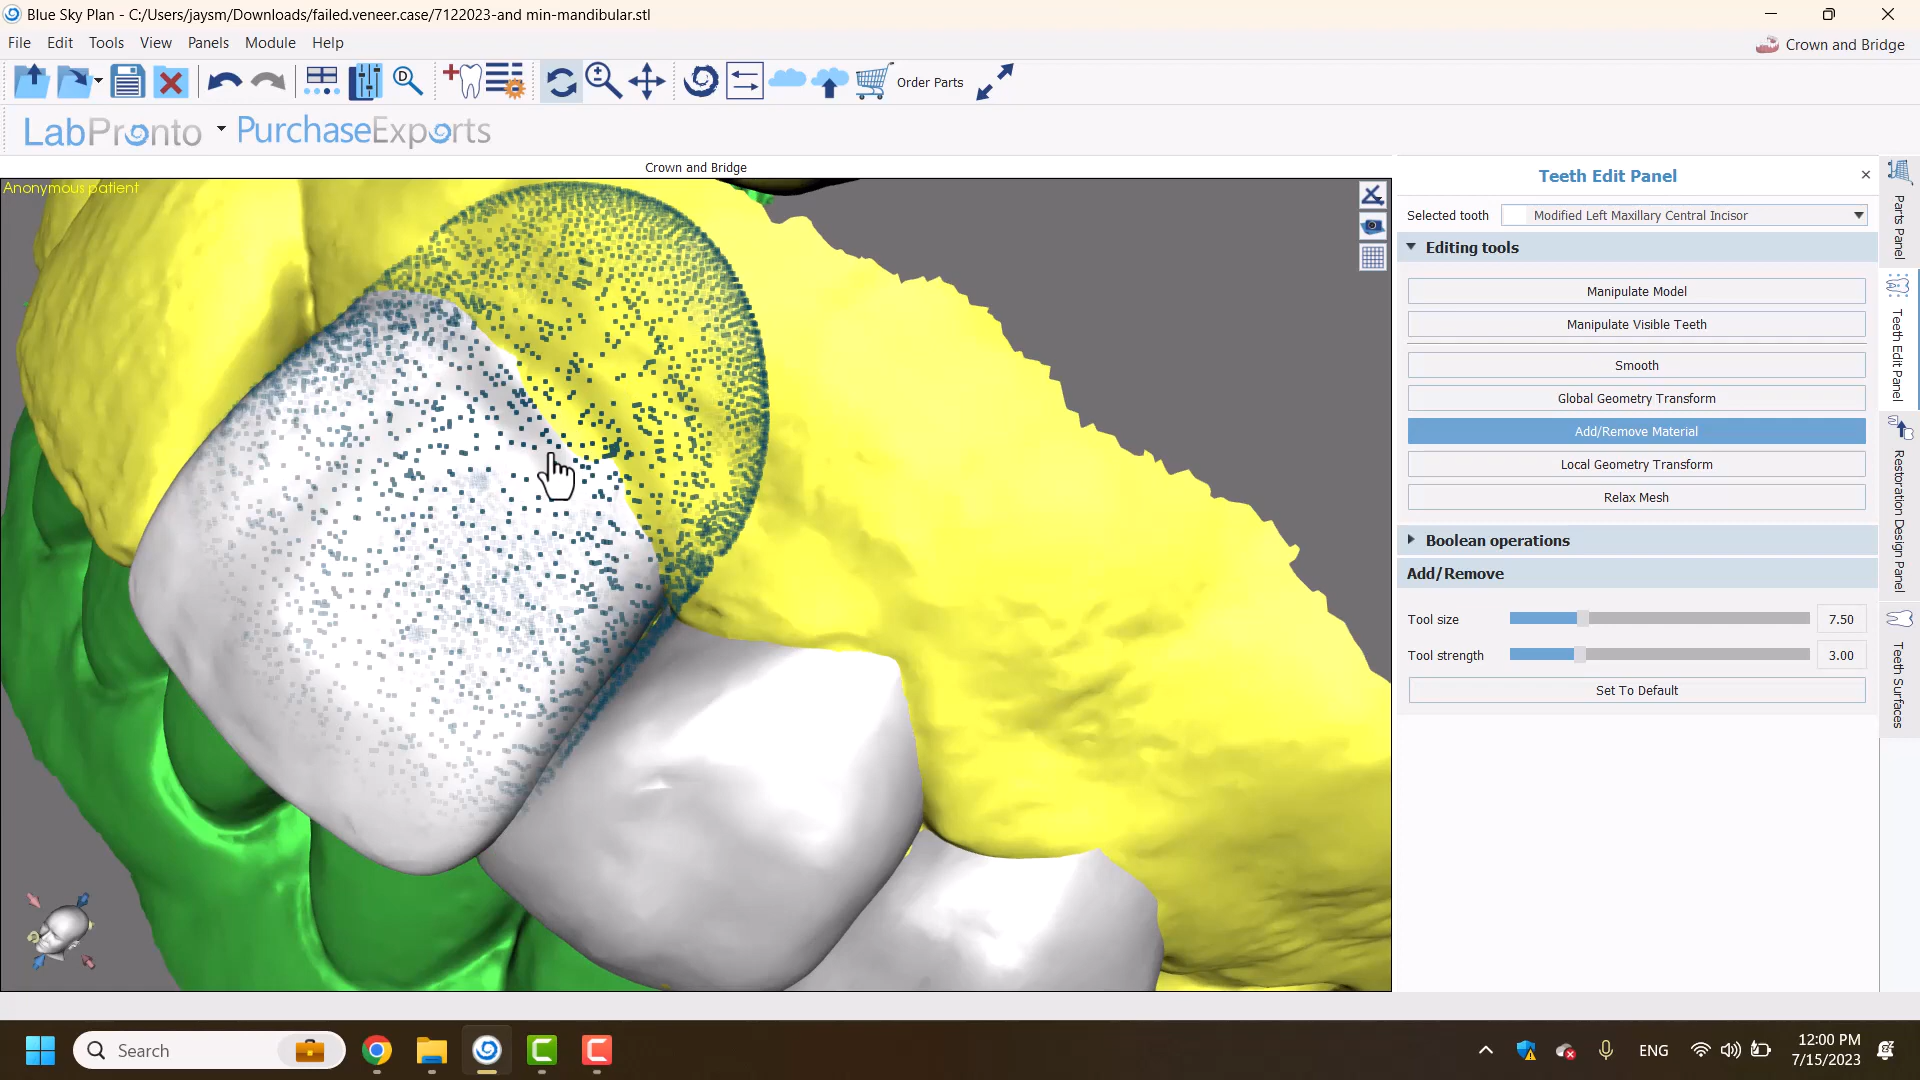 Blue Sky Plan - C:/Users/jaysm/Downloads/failed.veneer.case/7122023-and min-mandibular.stl
File Edit Tools View Panels Module Help
Crown and Bridge
D
Order Parts
LabPronto PurchaseExports
Crown and Bridge
Anonymous patient
Teeth Edit Panel
Selected tooth Modified Left Maxillary Central Incisor
Editing tools
Manipulate Model
Manipulate Visible Teeth
Smooth
Global Geometry Transform
Add/Remove Material
Local Geometry Transform
Relax Mesh
Boolean operations
Add/Remove
Tool size 7.50
Tool strength 3.00
Set To Default
Parts Panel
Teeth Edit Panel
Restoration Design Panel
Teeth Surfaces
Search
ENG
12:00 PM
7/15/2023